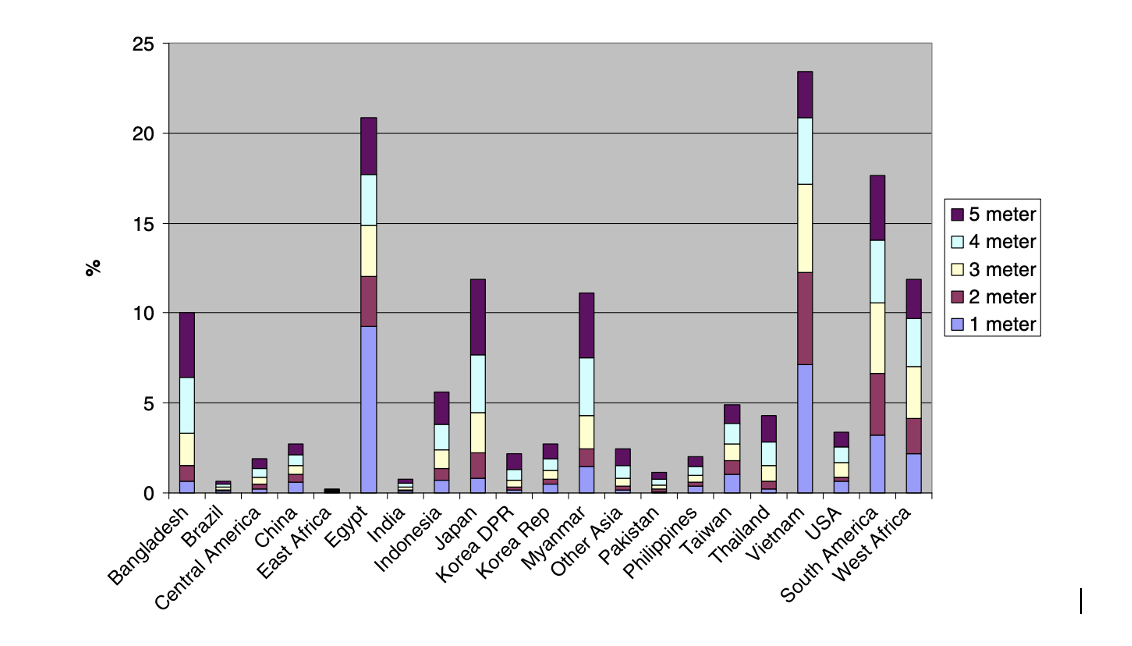 25
20
15
10
5
0
%
Bangladesh
Brazil
Central America
China
East Africa
Egypt
India
Indonesia
Japan
Korea DPR
Korea Rep
Myanmar
Other Asia
Pakistan
Philippines
Taiwan
Thailand
Vietnam
USA
South America
West Africa
5 meter
4 meter
3 meter
2 meter
1 meter